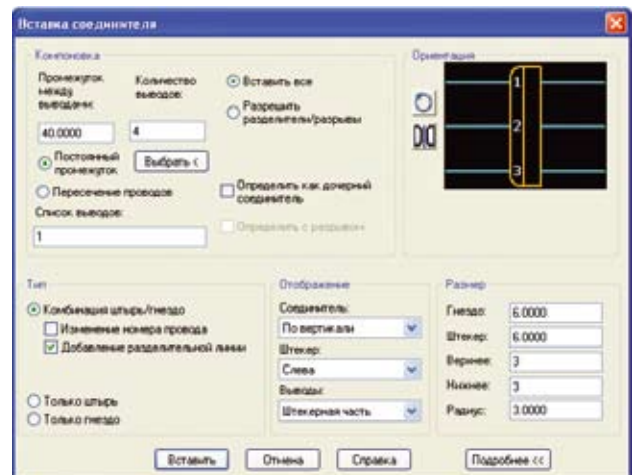 Вставка соединителя
Компоновка
Промежуток между выводами:
Количество выводов:
40.0000
4
Постоянный промежуток
Выбрать <
Пересечение проводов
Список выводов:
1
Вставить все
Разрешить разделители/разрывы
Определить как дочерний соединитель
Определить с разрывом
Ориентация
1
2
3
Тип
Комбинация штырь/гнездо
Изменение номера провода
Добавление разделительной линии
Только штырь
Только гнездо
Отображение
Соединитель:
По вертикали
Штекер:
Слева
Выводы:
Штекерная часть
Размер
Гнездо: 6.0000
Штекер: 6.0000
Верхнее: 3
Нижнее: 3
Радиус: 3.0000
Вставить
Отмена
Справка
Подробнее <<